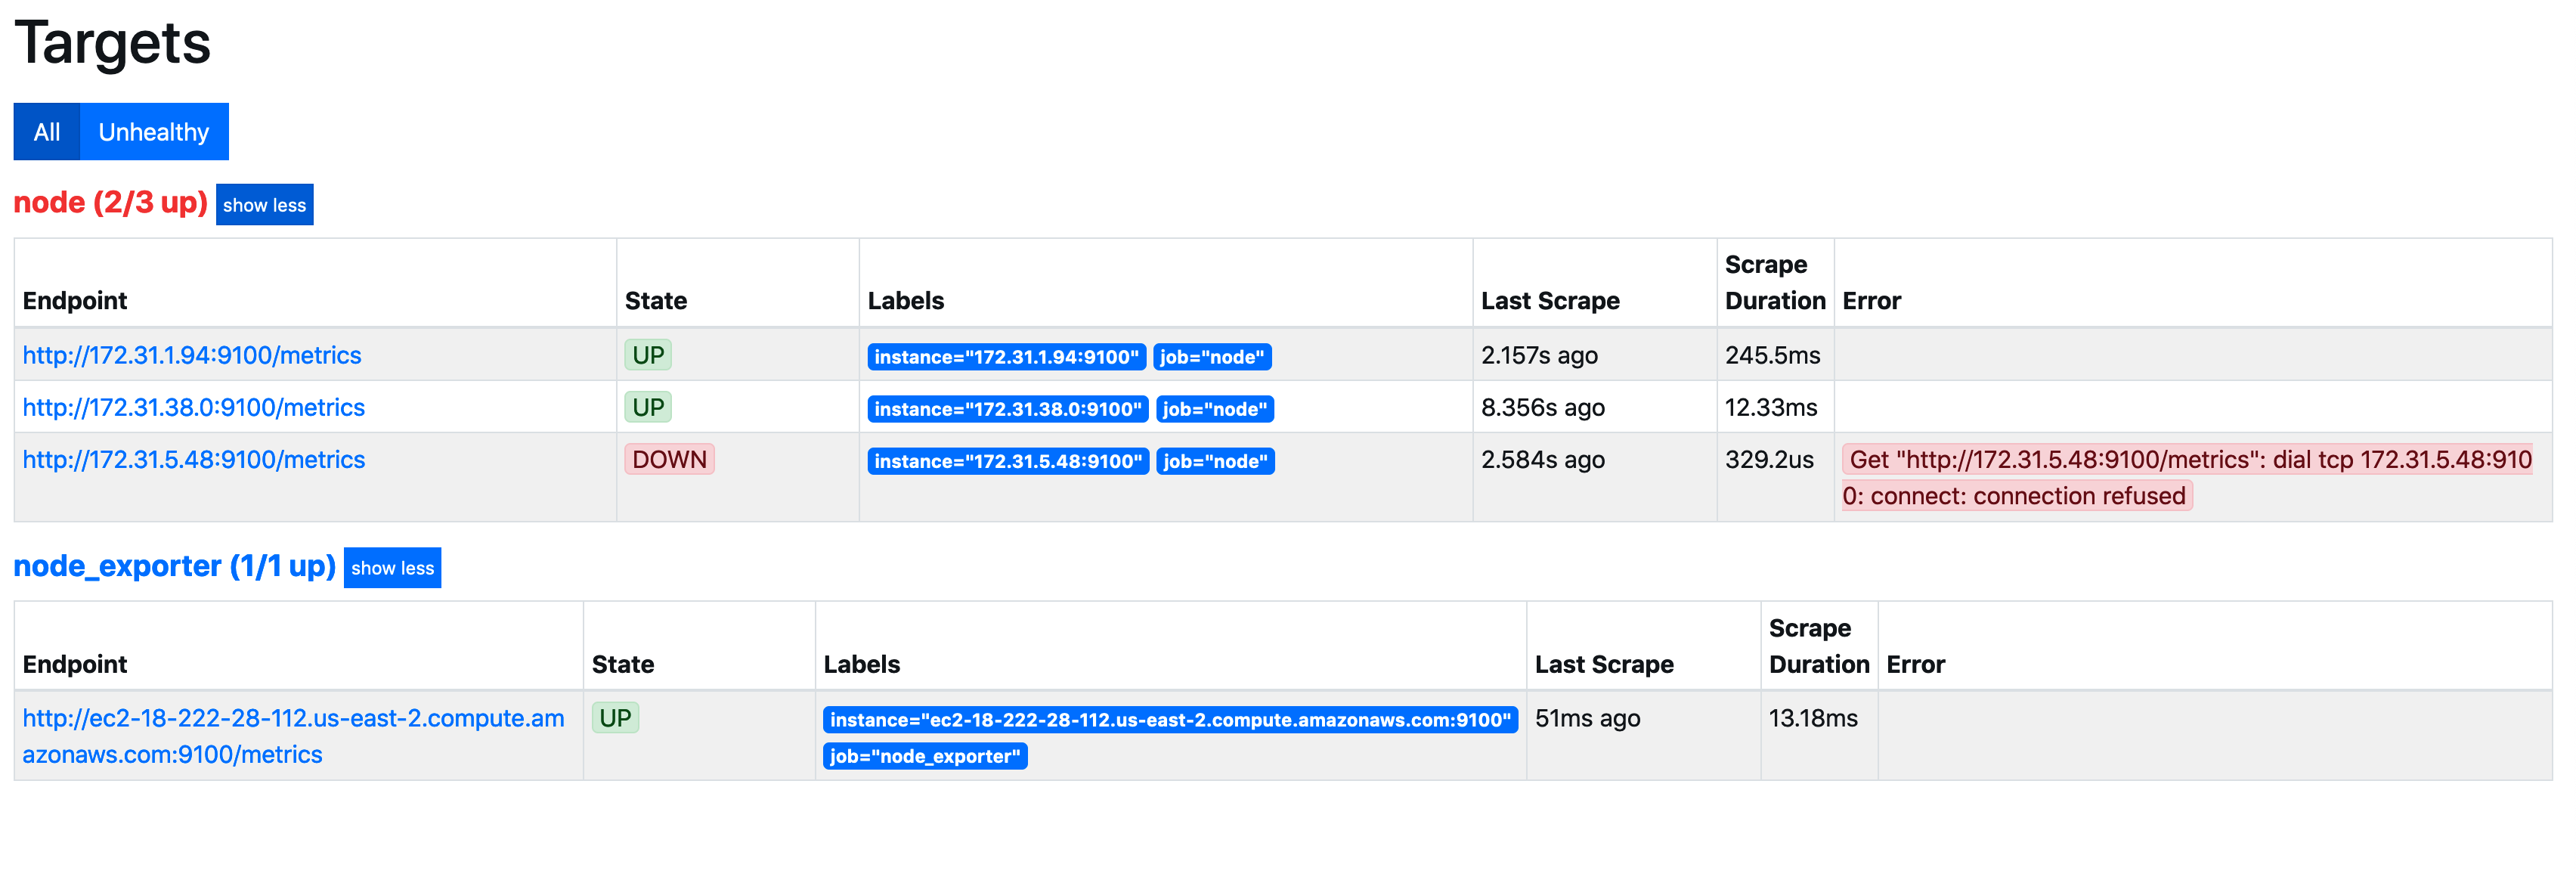 Targets
All Unhealthy
node (2/3 up) show less
Endpoint State Labels Last Scrape Scrape Duration Error
http://172.31.1.94:9100/metrics UP instance="172.31.1.94:9100" job="node" 2.157s ago 245.5ms
http://172.31.38.0:9100/metrics UP instance="172.31.38.0:9100" job="node" 8.356s ago 12.33ms
http://172.31.5.48:9100/metrics DOWN instance="172.31.5.48:9100" job="node" 2.584s ago 329.2us Get "http://172.31.5.48:9100/metrics": dial tcp 172.31.5.48:910
0: connect: connection refused
node_exporter (1/1 up) show less
Endpoint State Labels Last Scrape Scrape Duration Error
http://ec2-18-222-28-112.us-east-2.compute.am UP instance="ec2-18-222-28-112.us-east-2.compute.amazonaws.com:9100" 51ms ago 13.18ms
azonaws.com:9100/metrics job="node_exporter"